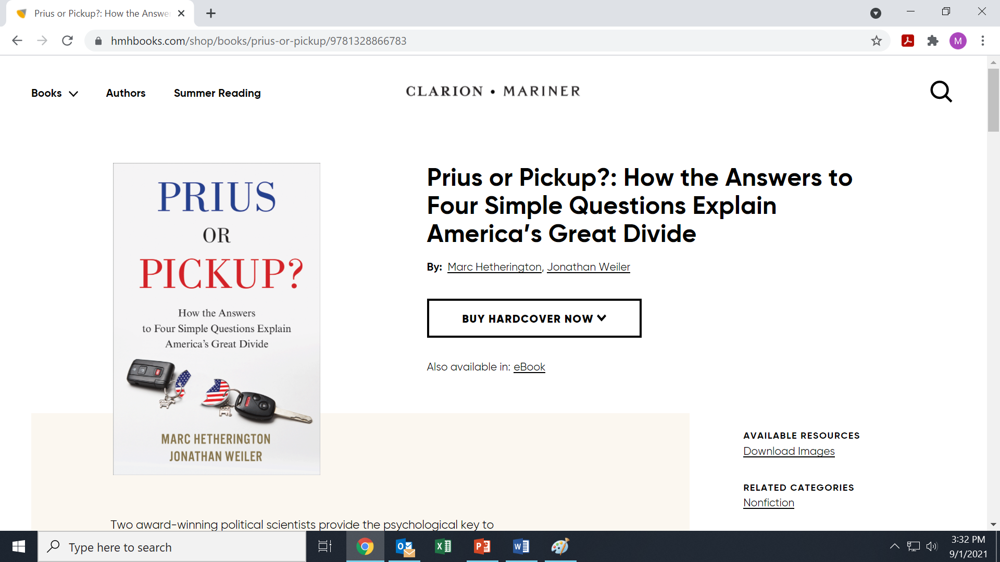 Prius or Pickup?: How the Answe
hmhbooks.com/shop/books/prius-or-pickup/9781328866783
M
Books
Authors
Summer Reading
CLARION • MARINER
PRIUS
OR
PICKUP?
How the Answers
to Four Simple Questions Explain
America's Great Divide
MARC HETHERINGTON
JONATHAN WEILER
Prius or Pickup?: How the Answers to
Four Simple Questions Explain
America's Great Divide
By: Marc Hetherington, Jonathan Weiler
BUY HARDCOVER NOW
Also available in: eBook
AVAILABLE RESOURCES
Download Images
RELATED CATEGORIES
Nonfiction
Two award-winning political scientists provide the psychological key to
Type here to search
3:32 PM
9/1/2021